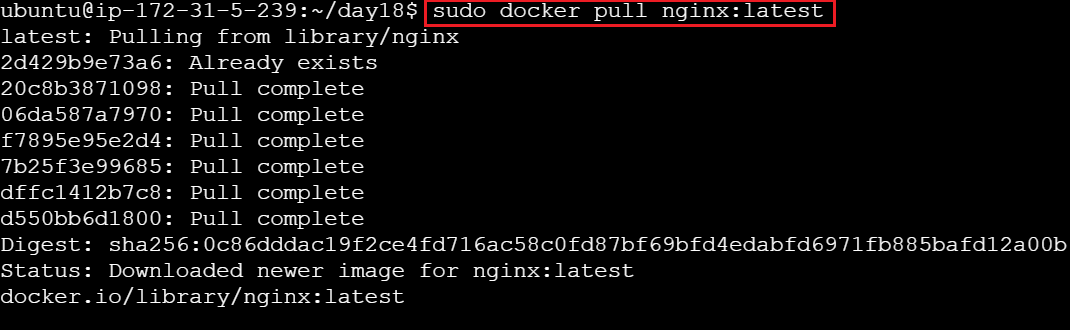 ubuntu@ip-172-31-5-239:~/day18$ sudo docker pull nginx:latest
latest: Pulling from library/nginx
2d429b9e73a6: Already exists
20c8b3871098: Pull complete
06da587a7970: Pull complete
f7895e95e2d4: Pull complete
7b25f3e99685: Pull complete
dffc1412b7c8: Pull complete
d550bb6d1800: Pull complete
Digest: sha256:0c86dddac19f2ce4fd716ac58c0fd87bf69bfd4edabfd6971fb885bafd12a00b
Status: Downloaded newer image for nginx:latest
docker.io/library/nginx:latest